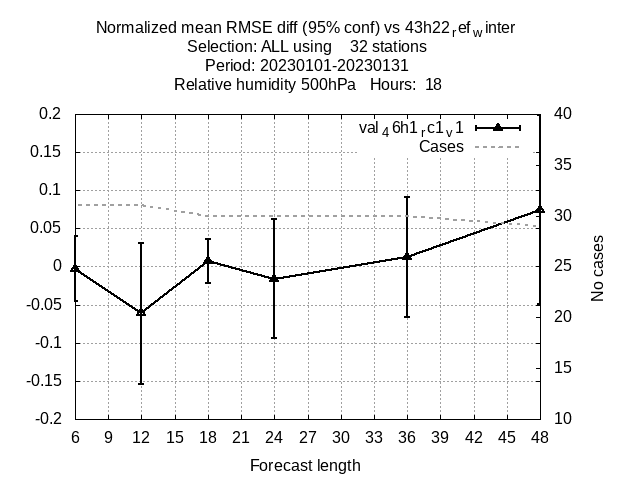 Normalized mean RMSE diff (95% conf) vs 43h22refwinter
Selection: ALL using 32 stations
Period: 20230101-20230131
Relative humidity 500hPa Hours: 18
val46h1rc1v1
Cases
0.2
0.15
0.1
0.05
0
-0.05
-0.1
-0.15
-0.2
40
35
30
25
20
15
10
No cases
6 9 12 15 18 21 24 27 30 33 36 39 42 45 48
Forecast length